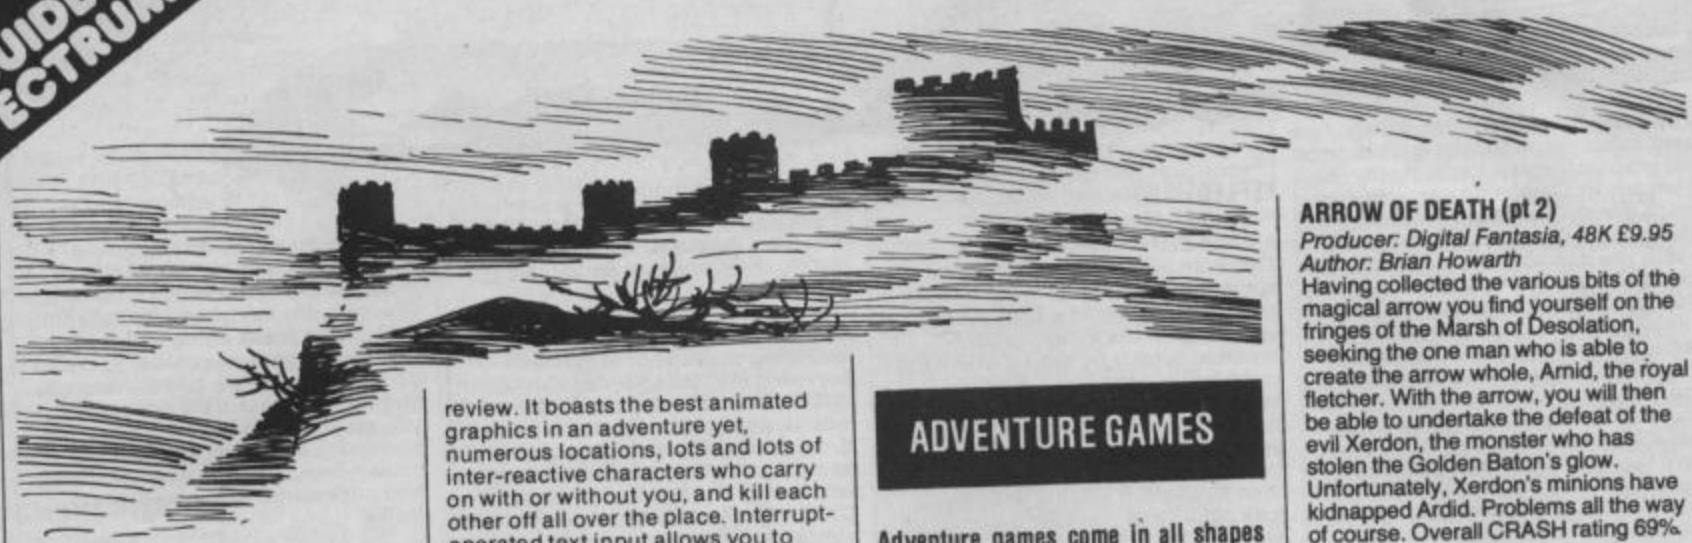 review. It boasts the best animated
graphics in an adventure yet,
numerous locations, lots and lots of
inter-reactive characters who carry
on with or without you, and kill each
other off all over the place. Interrupt-
operated text input allows you to
ADVENTURE GAMES
Adventure games come in all shapes
ARROW OF DEATH (pt 2)
Producer: Digital Fantasia, 48K £9.95
Author: Brian Howarth
Having collected the various bits of the
magical arrow you find yourself on the
fringes of the Marsh of Desolation,
seeking the one man who is able to
create the arrow whole, Arnid, the royal
fletcher. With the arrow, you will then
be able to undertake the defeat of the
evil Xerdon, the monster who has
stolen the Golden Baton's glow.
Unfortunately, Xerdon's minions have
kidnapped Ardid. Problems all the way
of course. Overall CRASH rating 69%